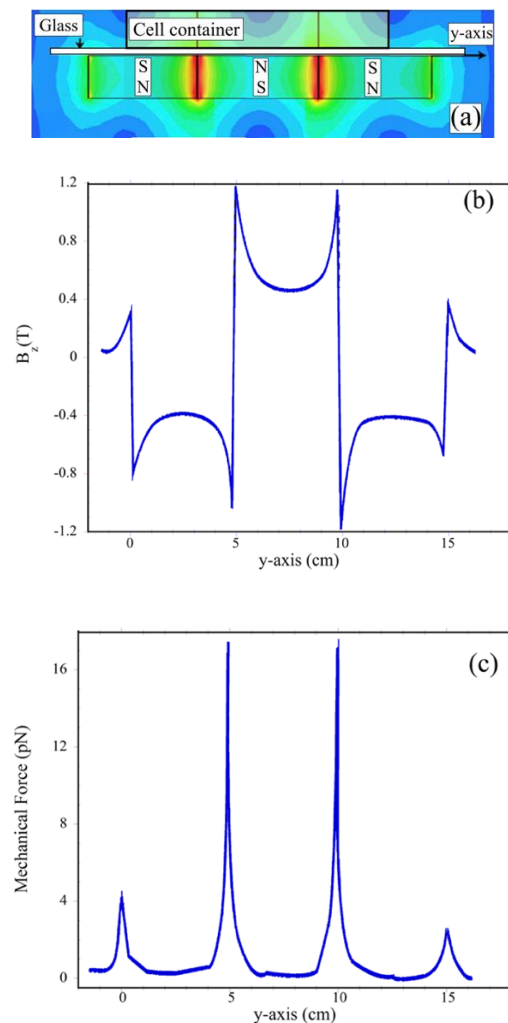 Glass
Cell container
y-axis
S N S
N S N
(a)
(b)
1.2
0.8
0.4
0
-0.4
-0.8
-1.2
B_z(T)
0 5 10 15
y-axis (cm)
(c)
16
12
8
4
0
Mechanical Force (pN)
0 5 10 15
y-axis (cm)